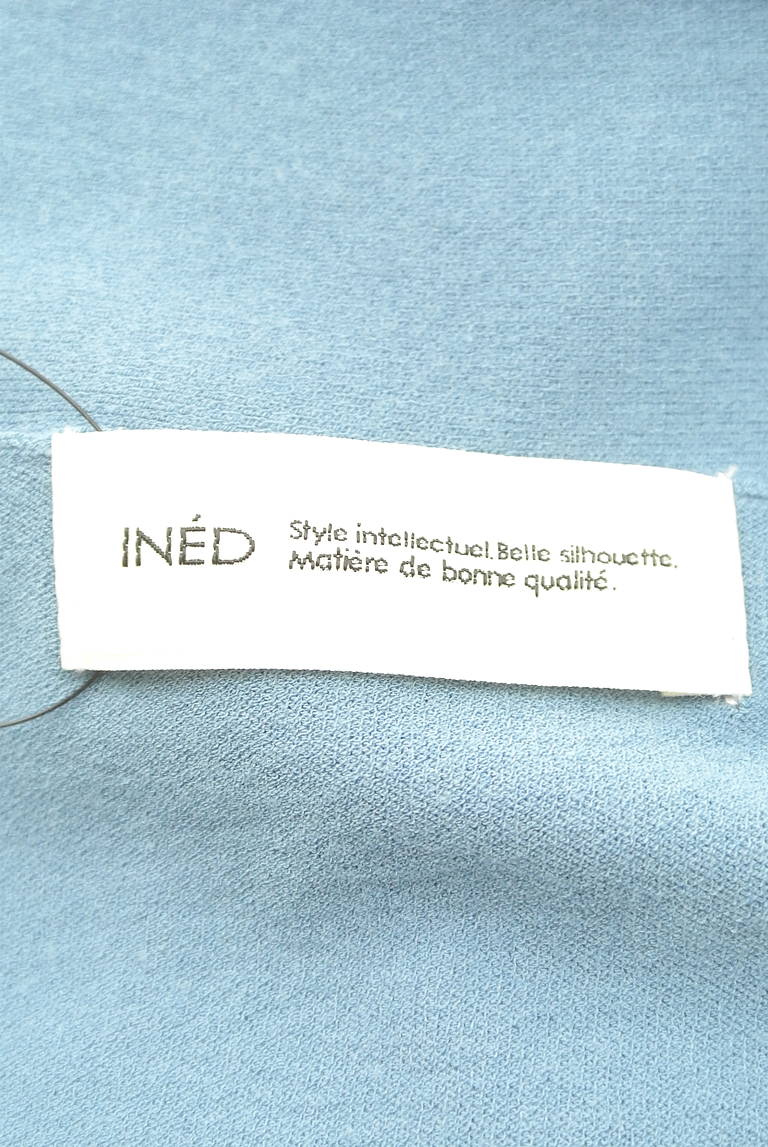 INÉD
Style intellectuel. Belle silhouette.
Matière de bonne qualité.